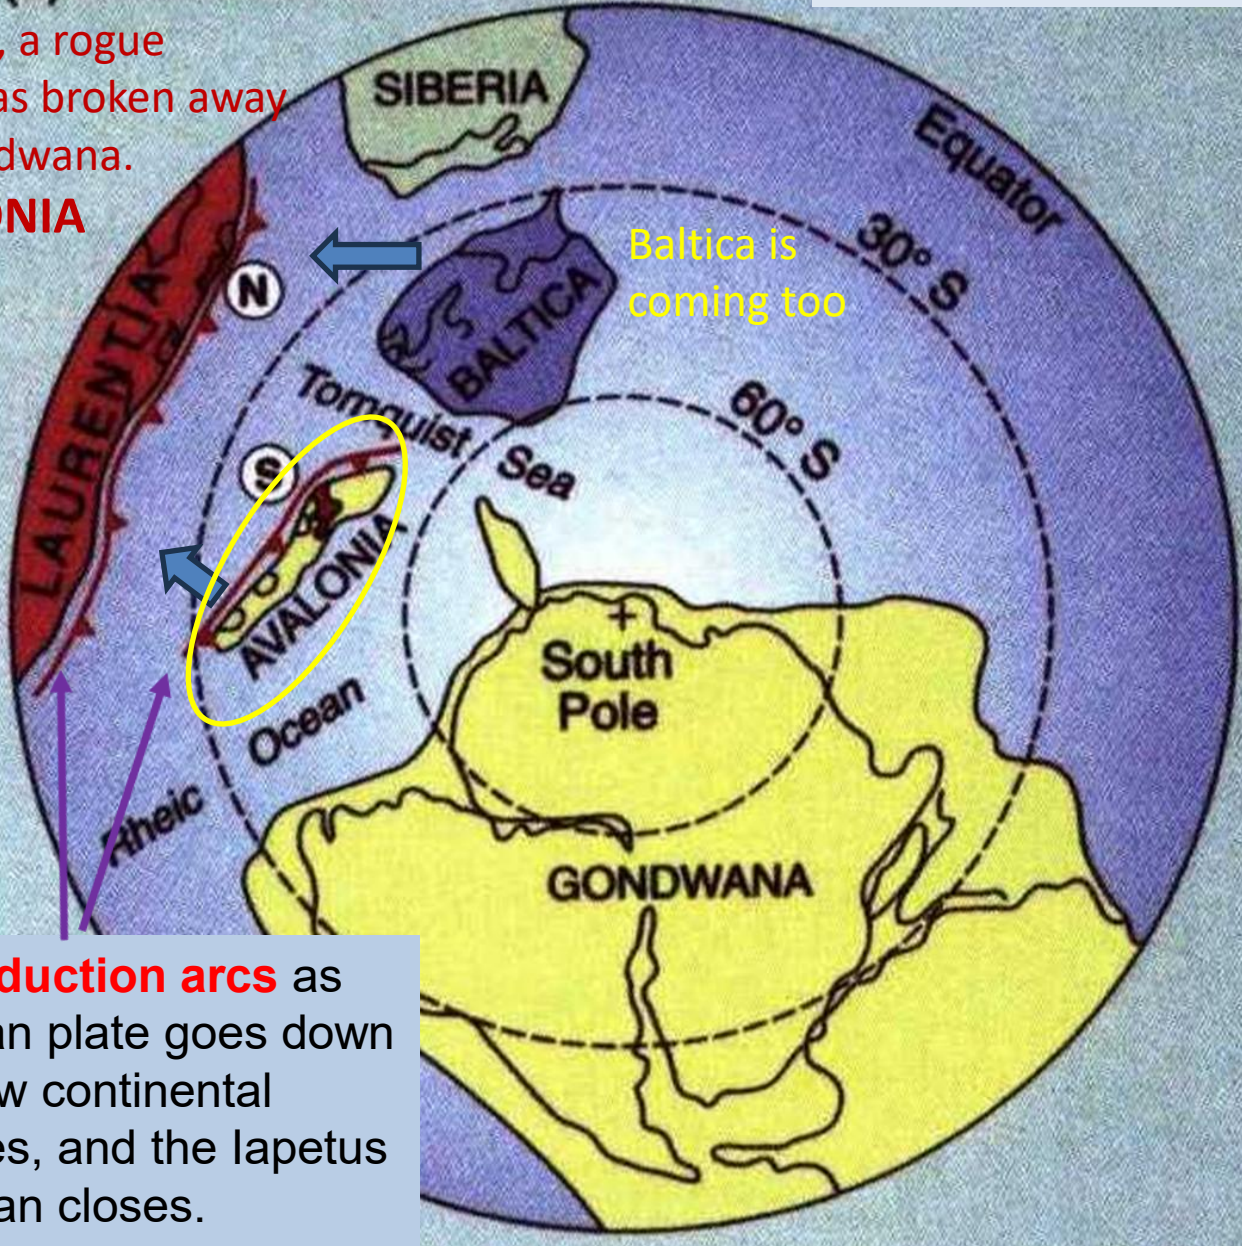 , a rogue
as broken away
dwana.
ONIA
SIBERIA
Equator
30° S
Baltica is
coming too
N
LAURENTIA
BALTICA
60° S
Tornquist Sea
S
AVALONIA
South
Pole
Rheic Ocean
GONDWANA
duction arcs as
an plate goes down
w continental
es, and the Iapetus
an closes.